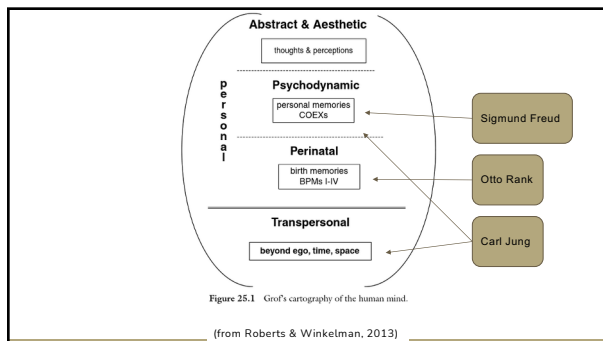 Abstract & Aesthetic
thoughts & perceptions
personal
Psychodynamic
personal memories
COEXs
Sigmund Freud
Perinatal
birth memories
BPMs I-IV
Otto Rank
Transpersonal
beyond ego, time, space
Carl Jung
Figure 25.1 Grof's cartography of the human mind.
(from Roberts & Winkelman, 2013)